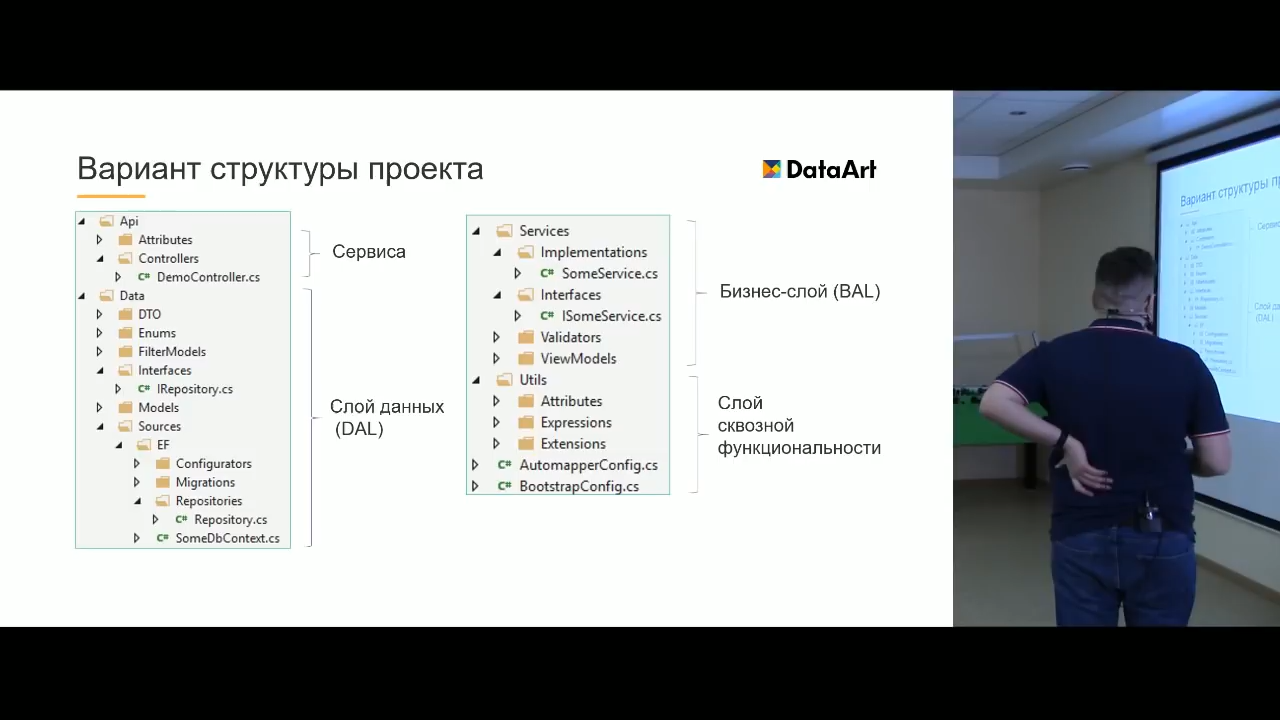 Вариант структуры проекта
DataArt
Api
Attributes
Controllers
C# DemoController.cs
Data
DTO
Enums
FilterModels
Interfaces
C# IRepository.cs
Models
Sources
EF
Configurators
Migrations
Repositories
C# Repository.cs
C# SomeDbContext.cs
Сервиса
Слой данных
(DAL)
Services
Implementations
C# SomeService.cs
Interfaces
C# ISomeService.cs
Validators
ViewModels
Utils
Attributes
Expressions
Extensions
C# AutomapperConfig.cs
C# BootstrapConfig.cs
Бизнес-слой (BAL)
Слой
сквозной
функциональности
Вариант структуры